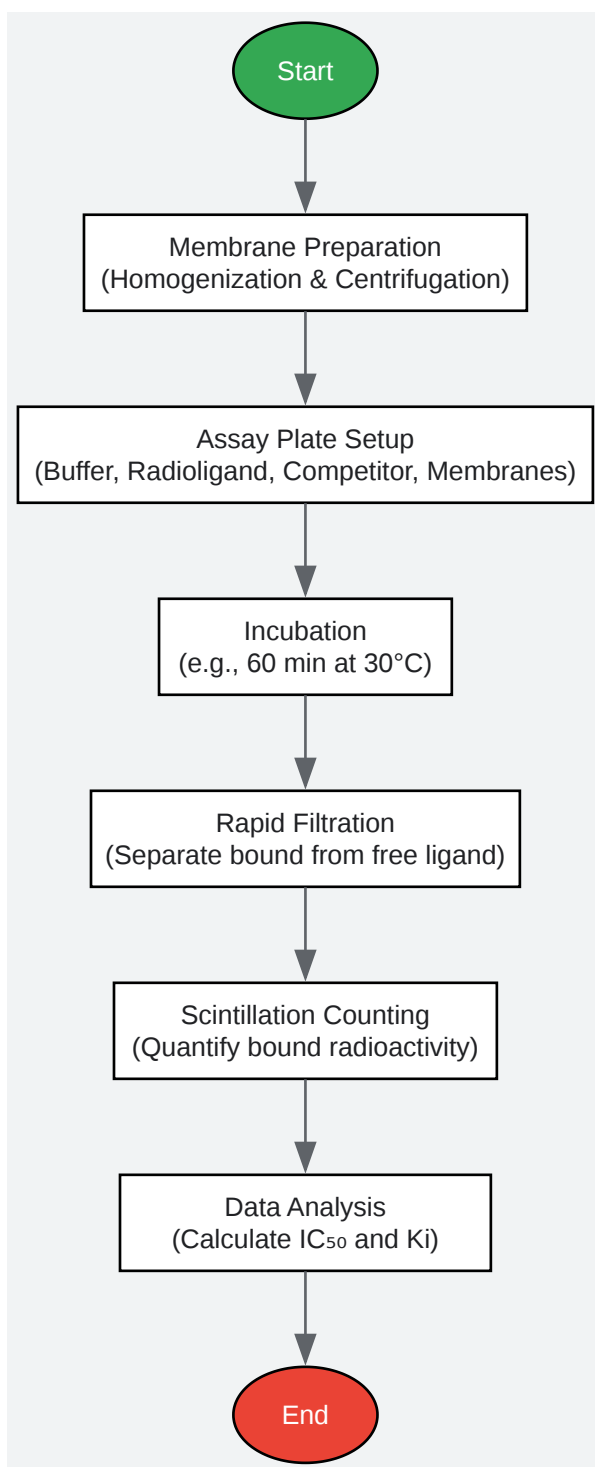 Start
Membrane Preparation
(Homogenization & Centrifugation)
Assay Plate Setup
(Buffer, Radioligand, Competitor, Membranes)
Incubation
(e.g., 60 min at 30°C)
Rapid Filtration
(Separate bound from free ligand)
Scintillation Counting
(Quantify bound radioactivity)
Data Analysis
(Calculate IC₅₀ and Ki)
End